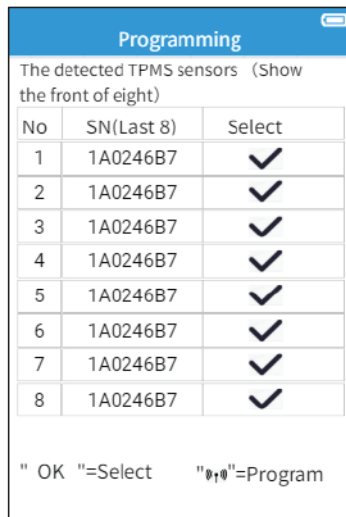 Programming
The detected TPMS sensors （Show
the front of eight）
No SN(Last 8) Select
1 1A0246B7
2 1A0246B7
3 1A0246B7
4 1A0246B7
5 1A0246B7
6 1A0246B7
7 1A0246B7
8 1A0246B7
" OK "=Select ""=Program